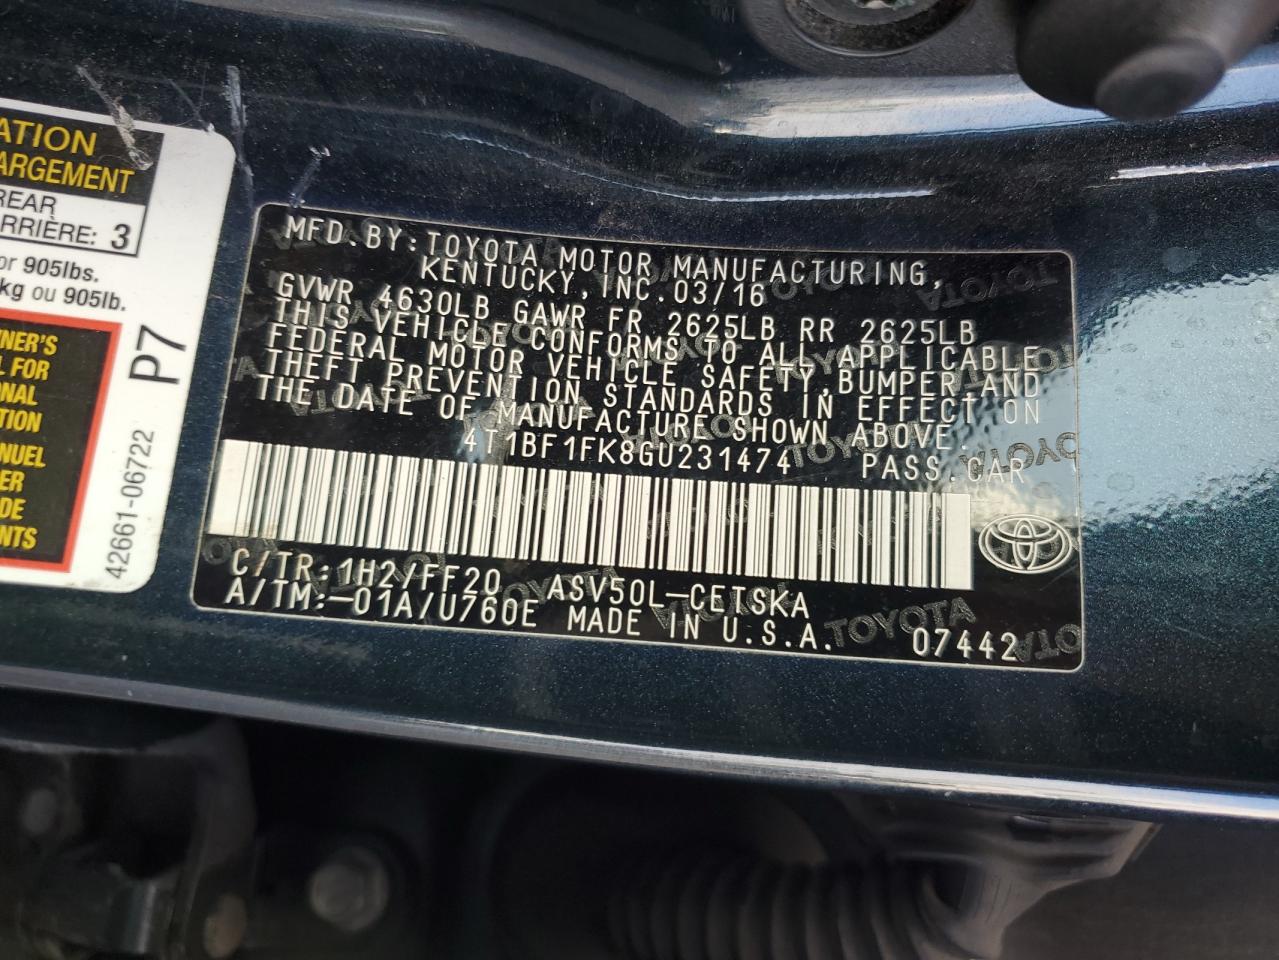 ATION
ARGEMENT
REAR
RRIÈRE: 3
or 905lbs.
kg ou 905lb.
NER'S
L FOR
ONAL
TION
NUEL
ER
DE
NTS
P7
42661-06722
MFD.BY:TOYOTA MOTOR MANUFACTURING,
KENTUCKY,INC.03/16
GVWR 4630LB GAWR FR 2625LB RR 2625LB
THIS VEHICLE CONFORMS TO ALL APPLICABLE
FEDERAL MOTOR VEHICLE SAFETY,BUMPER,AND
THEFT PREVENTION STANDARDS IN EFFECT ON
THE DATE OF MANUFACTURE SHOWN ABOVE.
4T1BF1FK8GU231474 PASS.CAR
C/TR:1H2/FF20 ASV50L-CETSKA
A/TM:-01A/U760E MADE IN U.S.A. 07442